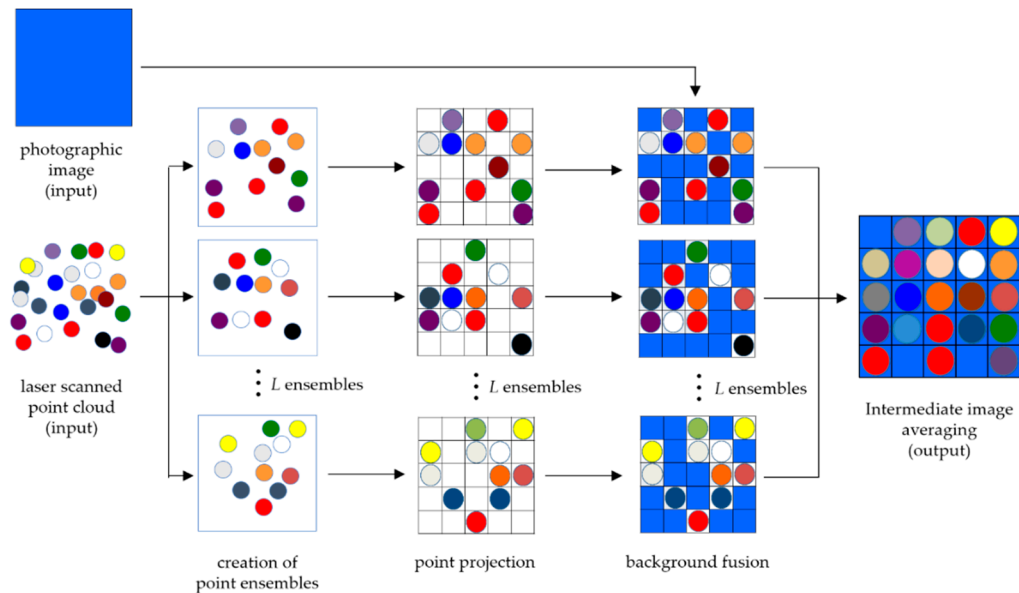 photographic
image
(input)
laser scanned
point cloud
(input)
L ensembles
L ensembles
L ensembles
creation of
point ensembles
point projection
background fusion
Intermediate image
averaging
(output)